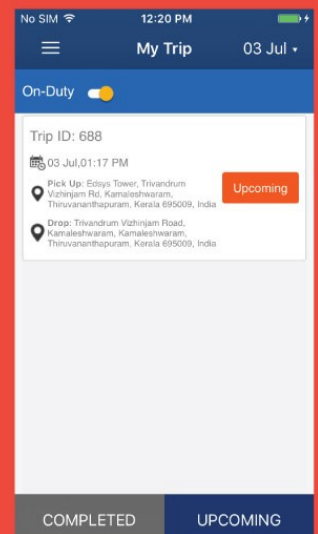 No SIM 12:20 PM
My Trip 03 Jul
On-Duty
Trip ID: 688
03 Jul,01:17 PM
Pick Up: Edsys Tower, Trivandrum
Vizhinjam Rd, Kamaleshwaram,
Thiruvananthapuram, Kerala 695009, India
Upcoming
Drop: Trivandrum Vizhinjam Road,
Kamaleshwaram, Kamaleshwaram,
Thiruvananthapuram, Kerala 695009, India
COMPLETED UPCOMING